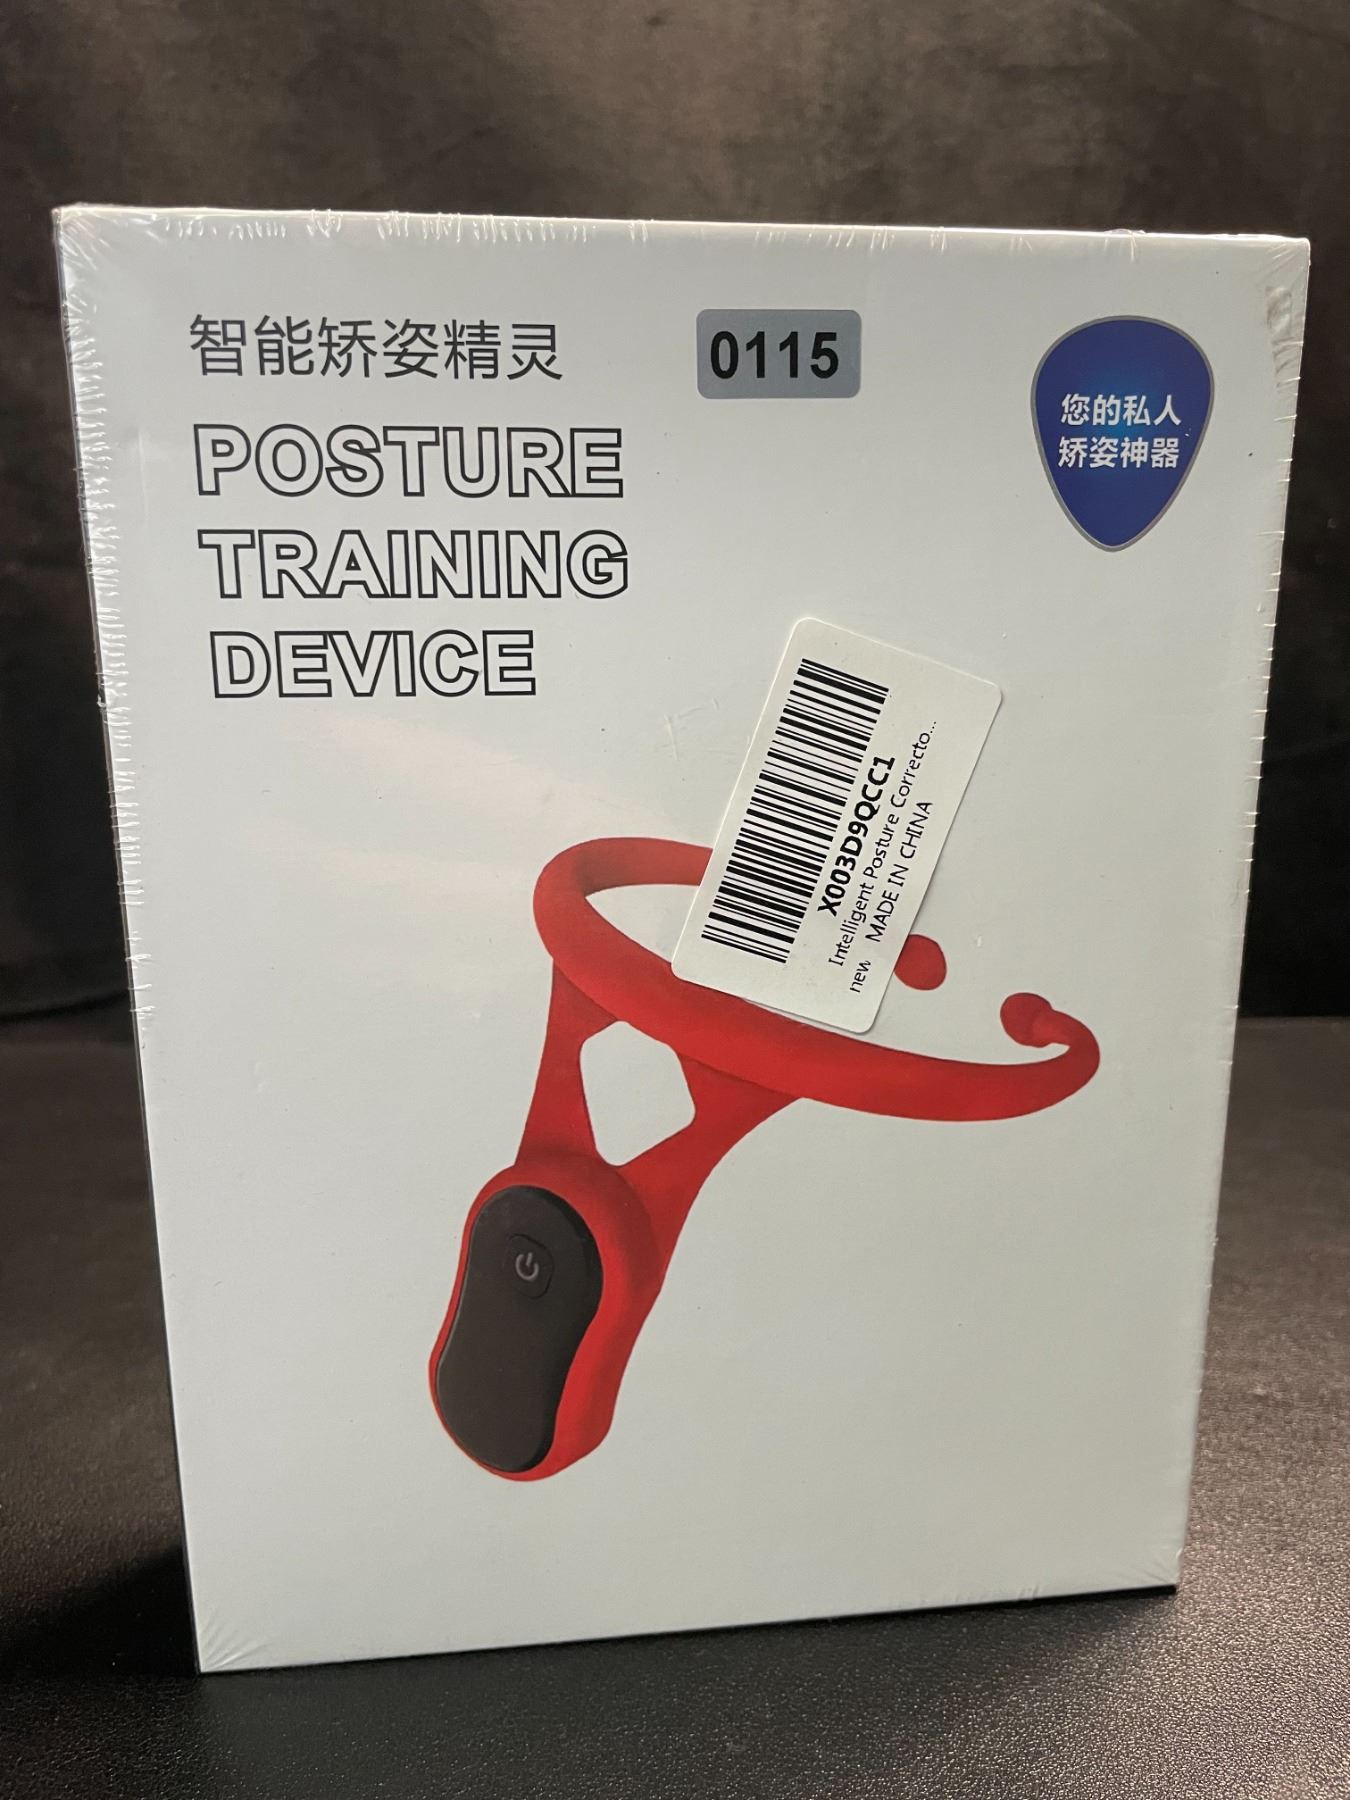 智能矫姿精灵
0115
POSTURE
TRAINING
DEVICE
您的私人
矫姿神器
X003D9QCC1
Intelligent Posture Correcto...
new MADE IN CHINA